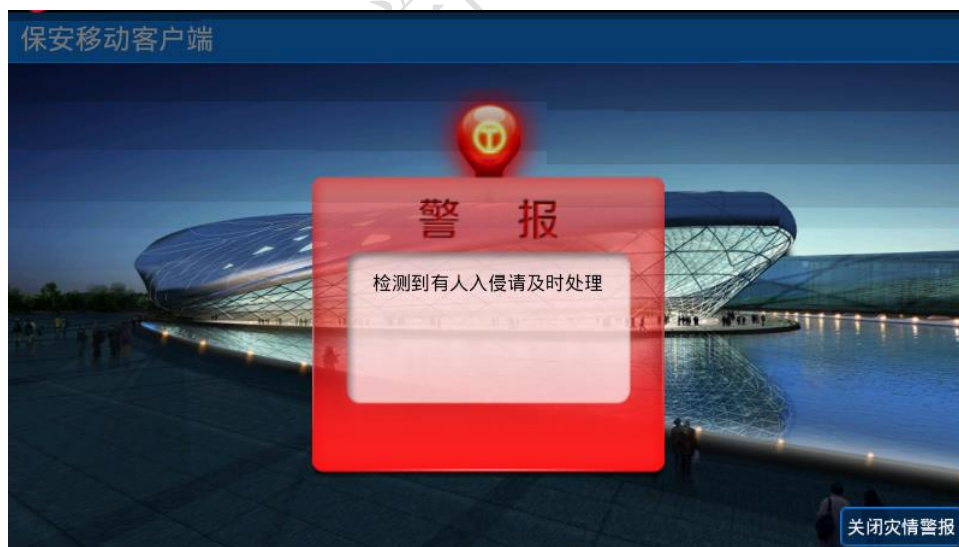 保安移动客户端
警 报
检测到有人入侵请及时处理
关闭灾情警报